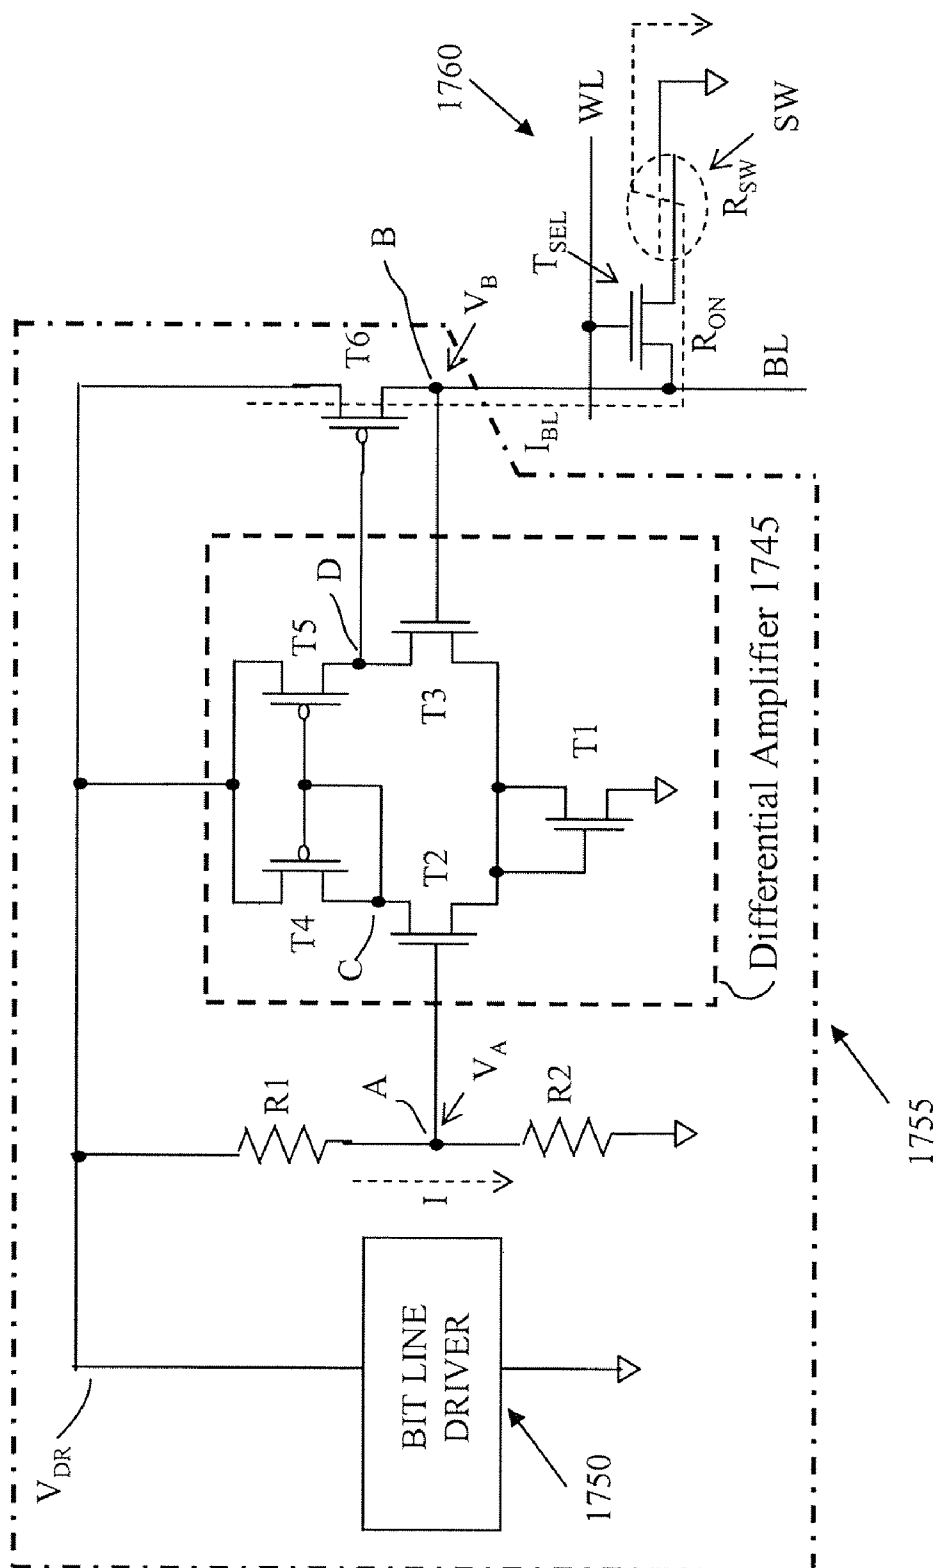 V_DR
BIT LINE
DRIVER
1750
R1
A
V_A
R2
I
T4
T5
C
D
T2
T3
T1
Differential Amplifier 1745
T6
B
V_B
I_BL
BL
1760
WL
T_SEL
R_ON
R_SW
SW
1755